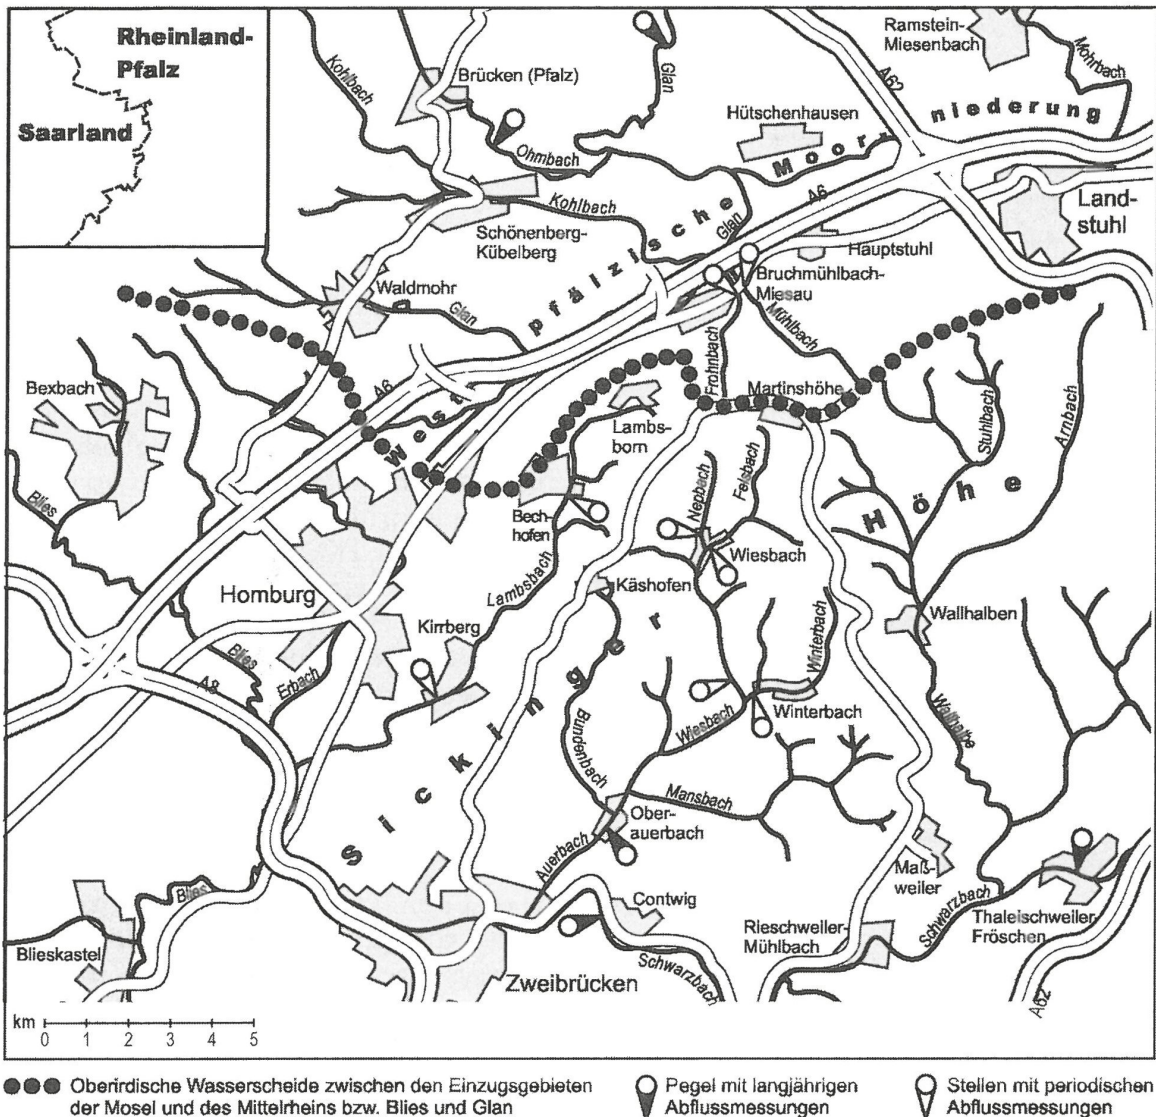 Rheinland-
Pfalz
Saarland
Kohlbach
Brücken (Pfalz)
Glan
A62
Ramstein-
Miesenbach
Mohrbach
Ohmbach
Hütschenhausen
Moor-
niederung
Kohlbach
Schönenberg-
Kübelberg
Glan
A6
Land-
stuhl
Hauptstuhl
Waldmohr
Glan
pfälzische
Bruchmühlbach-
Miesau
Mühlbach
Frohnbach
Bexbach
A6
West
Lambs-
born
Martinshöhe
Stuhlbach
Arnbach
Blies
Bech-
hofen
Nepbach
Felsbach
Höhe
Homburg
Lambsbach
Wiesbach
Käshofen
Wallhalben
Kirrberg
Winterbach
Blies
Erbach
A8
Sickinger
Bundenbach
Wiesbach
Winterbach
Wallhalbe
Mansbach
Ober-
auerbach
Auerbach
Maß-
weiler
Blies
Contwig
Rieschweiler-
Mühlbach
Schwarzbach
Thaleischweiler-
Fröschen
Blieskastel
Schwarzbach
Zweibrücken
A62
km
0 1 2 3 4 5
Oberirdische Wasserscheide zwischen den Einzugsgebieten
der Mosel und des Mittelrheins bzw. Blies und Glan
Pegel mit langjährigen
Abflussmessungen
Stellen mit periodischen
Abflussmessungen